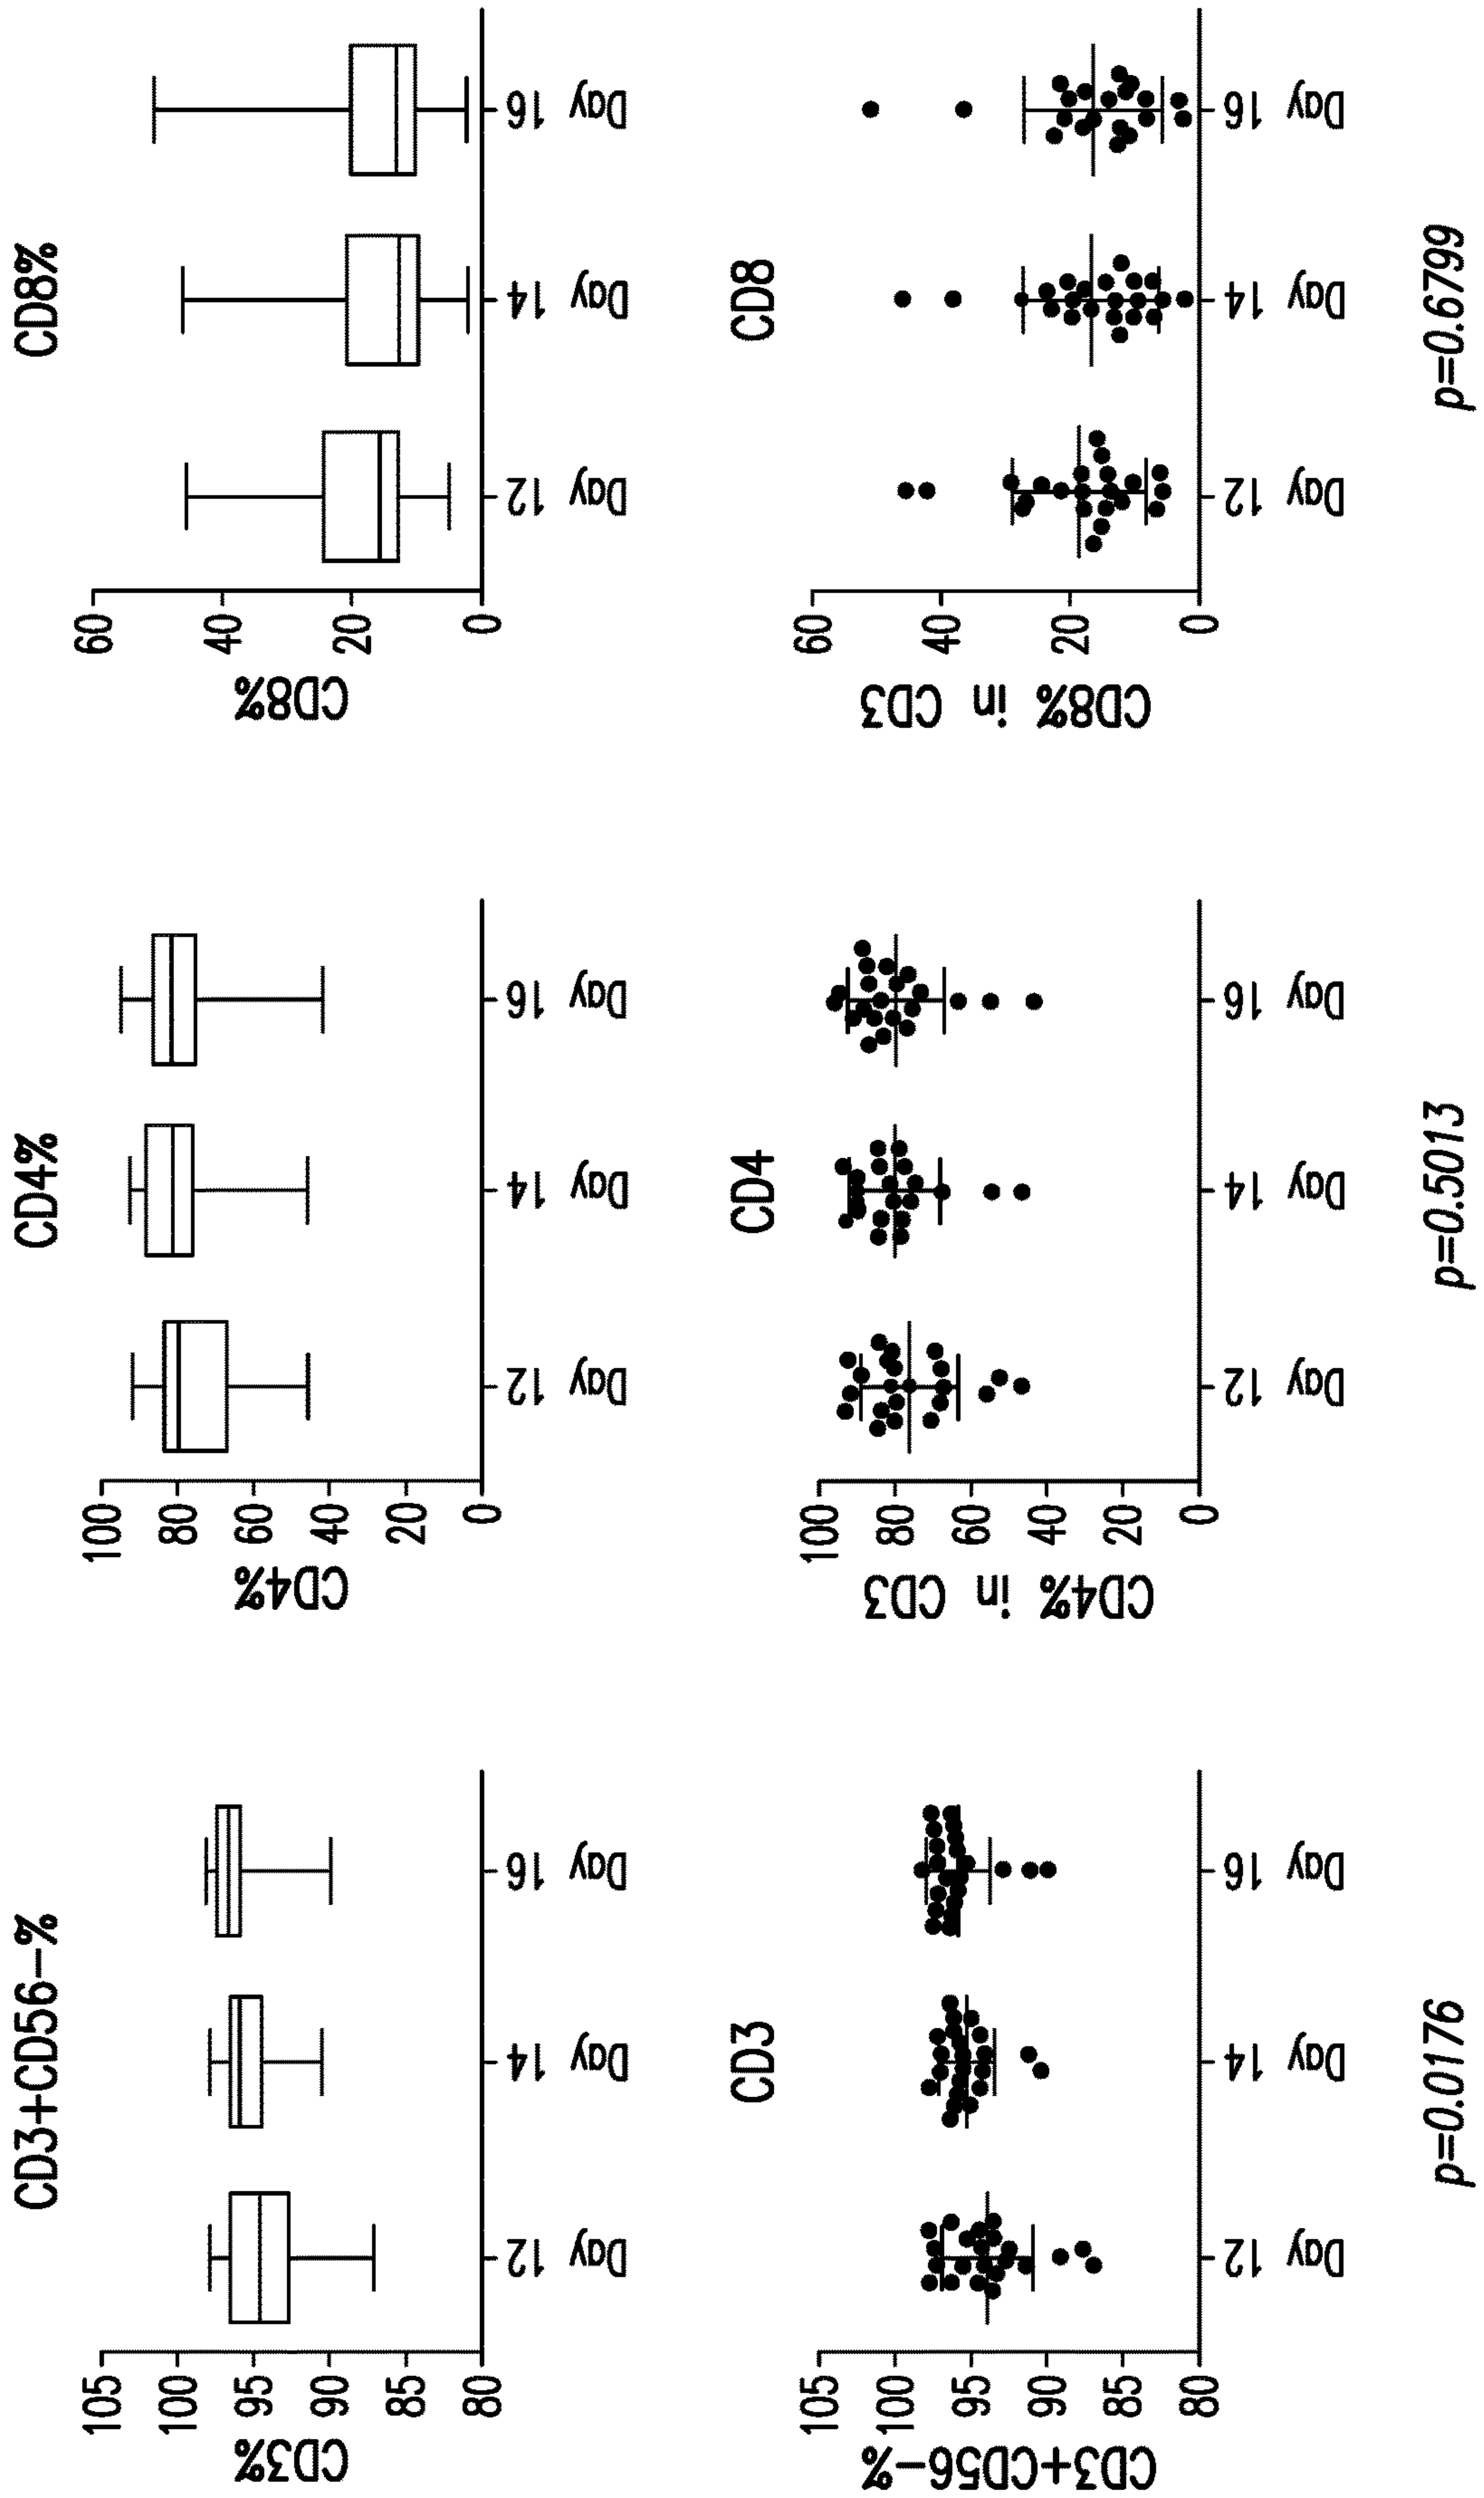 CD3+CD56-%
CD3%
105
100
95
90
85
80
Day 12
Day 14
Day 16
CD4%
CD4%
100
80
60
40
20
0
Day 12
Day 14
Day 16
CD8%
CD8%
60
40
20
0
Day 12
Day 14
Day 16
CD3
CD3+CD56-%
105
100
95
90
85
80
Day 12
Day 14
Day 16
p=0.0176
CD4
CD4% in CD3
100
80
60
40
20
0
Day 12
Day 14
Day 16
p=0.5013
CD8
CD8% in CD3
60
40
20
0
Day 12
Day 14
Day 16
p=0.6799